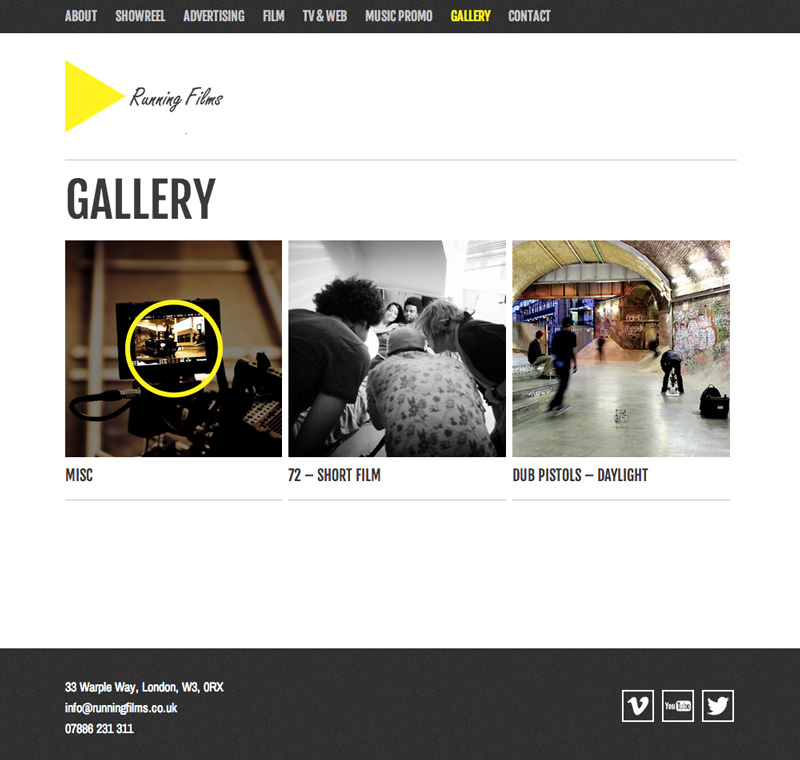 ABOUT SHOWREEL ADVERTISING FILM TV & WEB MUSIC PROMO GALLERY CONTACT
Running Films
GALLERY
MISC 72 – SHORT FILM DUB PISTOLS – DAYLIGHT
33 Warple Way, London, W3, 0RX
info@runningfilms.co.uk
07886 231 311
You Tube